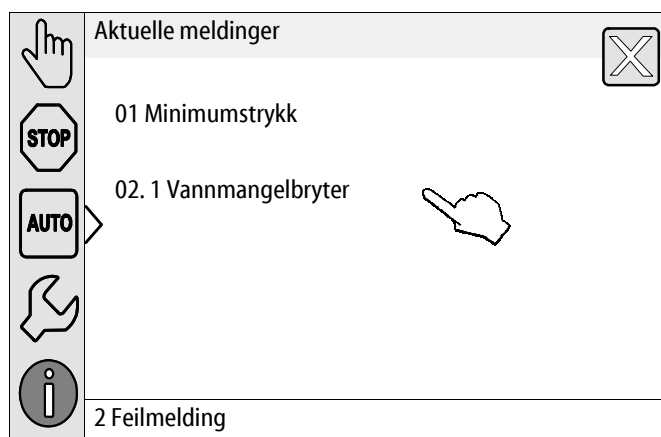 Aktuelle meldinger
01 Minimumstrykk
STOP
02. 1 Vannmangelbryter
AUTO
2 Feilmelding